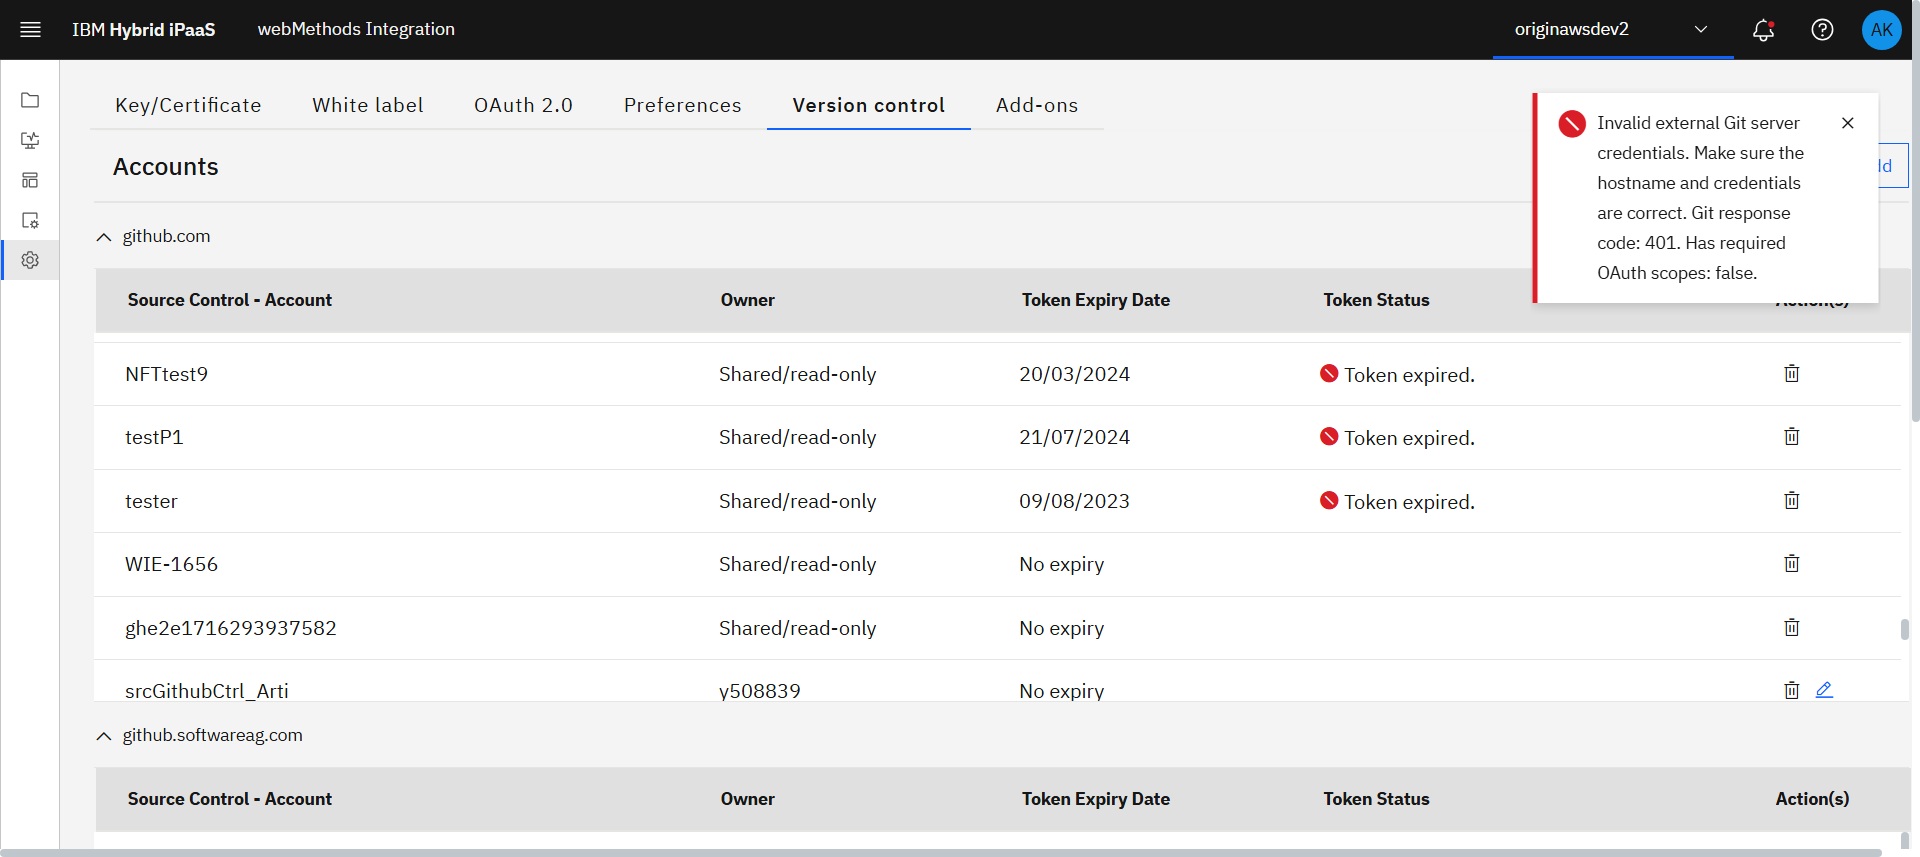 IBM Hybrid iPaaS webMethods Integration originawsdev2 AK
Key/Certificate White label OAuth 2.0 Preferences Version control Add-ons
Accounts
Invalid external Git server
credentials. Make sure the
hostname and credentials
are correct. Git response
code: 401. Has required
OAuth scopes: false.
github.com
Source Control - Account Owner Token Expiry Date Token Status
NFTtest9 Shared/read-only 20/03/2024 Token expired.
testP1 Shared/read-only 21/07/2024 Token expired.
tester Shared/read-only 09/08/2023 Token expired.
WIE-1656 Shared/read-only No expiry
ghe2e1716293937582 Shared/read-only No expiry
srcGithubCtrl_Arti y508839 No expiry
github.softwareag.com
Source Control - Account Owner Token Expiry Date Token Status Action(s)